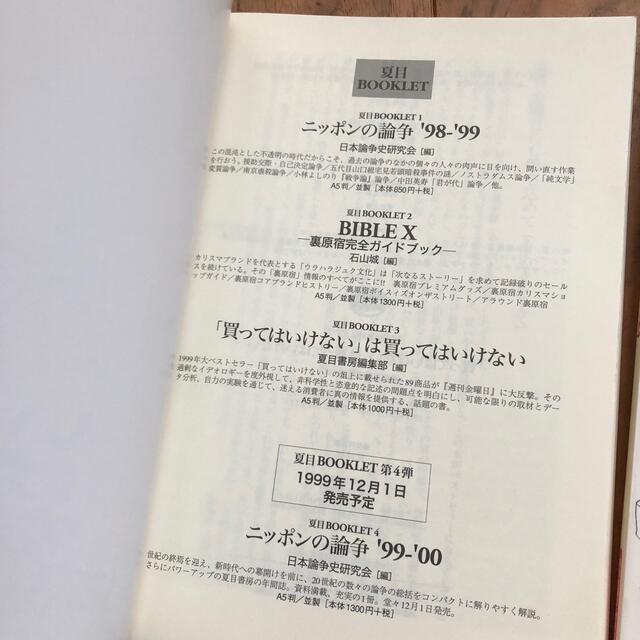 夏目
BOOKLET
夏目BOOKLET 1
ニッポンの論争 '98-'99
日本論争史研究会［編］
この混沌とした不透明の時代だからこそ、過去の論争のなかの個々の人々の肉声に目を向け、問い直す作業
を行おう。援助交際・自己決定論争／五代目山口組宅見若頭暗殺事件の謎／ノストラダムス論争／「純文学」
変質論争／南京虐殺論争／小林よしのり『戦争論』論争／中田英寿「君が代」論争／他。
A5判／並製［本体850円+税］
夏目BOOKLET 2
BIBLE X
―裏原宿完全ガイドブック―
石山城［編］
カリスマブランドを代表とする「ウラハラジュク文化」は「次なるストーリー」を求めて記録破りのセール
スを続けている。その「裏原宿」情報のすべてがここに!! 裏原宿プレミアムグッズ／裏原宿カリスマショ
ップガイド／裏原宿コアブランドヒストリー／裏原宿ボイスィズオンザストリート／アラウンド裏原宿
A5判／並製［本体1300円+税］
夏目BOOKLET 3
「買ってはいけない」は買ってはいけない
夏目書房編集部［編］
1999年大ベストセラー「買ってはいけない」の俎上に載せられた89商品が『週刊金曜日』に大反撃。その
過剰なイデオロギーを度外視して、非科学性と恣意的な記述の問題点を明白にし、可能な限りの取材とデー
タ分析、自力の実験を通じて、迷える消費者に真の情報を提供する、話題の書。
A5判／並製［本体1000円+税］
夏目BOOKLET 第4弾
1999年12月1日
発売予定
夏目BOOKLET 4
ニッポンの論争 '99-'00
日本論争史研究会［編］
世紀の終焉を迎え、新時代への幕開けを前に、20世紀の数々の論争の総括をコンパクトに解りやすく解説。
さらにパワーアップの夏目書房の年間誌。資料満載、充実の1冊。堂々12月1日発売。
A5判／並製［本体1300円+税］